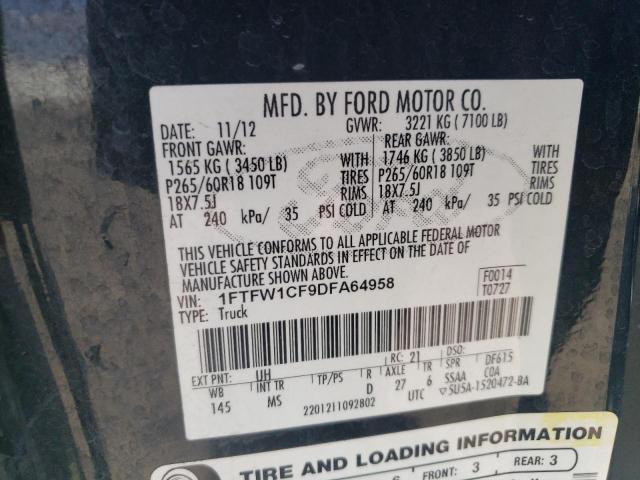 MFD. BY FORD MOTOR CO.
DATE: 11/12 GVWR: 3221 KG ( 7100 LB)
FRONT GAWR: REAR GAWR:
1565 KG ( 3450 LB) WITH 1746 KG ( 3850 LB) WITH
P265/60R18 109T TIRES P265/60R18 109T TIRES
18X7.5J RIMS 18X7.5J RIMS
AT 240 kPa/ 35 PSI COLD AT 240 kPa/ 35 PSI COLD
Ford
THIS VEHICLE CONFORMS TO ALL APPLICABLE FEDERAL MOTOR
VEHICLE SAFETY STANDARDS IN EFFECT ON THE DATE OF
MANUFACTURE SHOWN ABOVE.
VIN: 1FTFW1CF9DFA64958 F0014
TYPE: Truck T0727
EXT PNT: UH RC: 21 DSO:
WB INT TR TP/PS R AXLE TR SPR DF615
145 MS D 27 6 SSAA COA
2201211092802 UTC 5U5A-1520472-BA
TIRE AND LOADING INFORMATION
FRONT: 3 REAR: 3